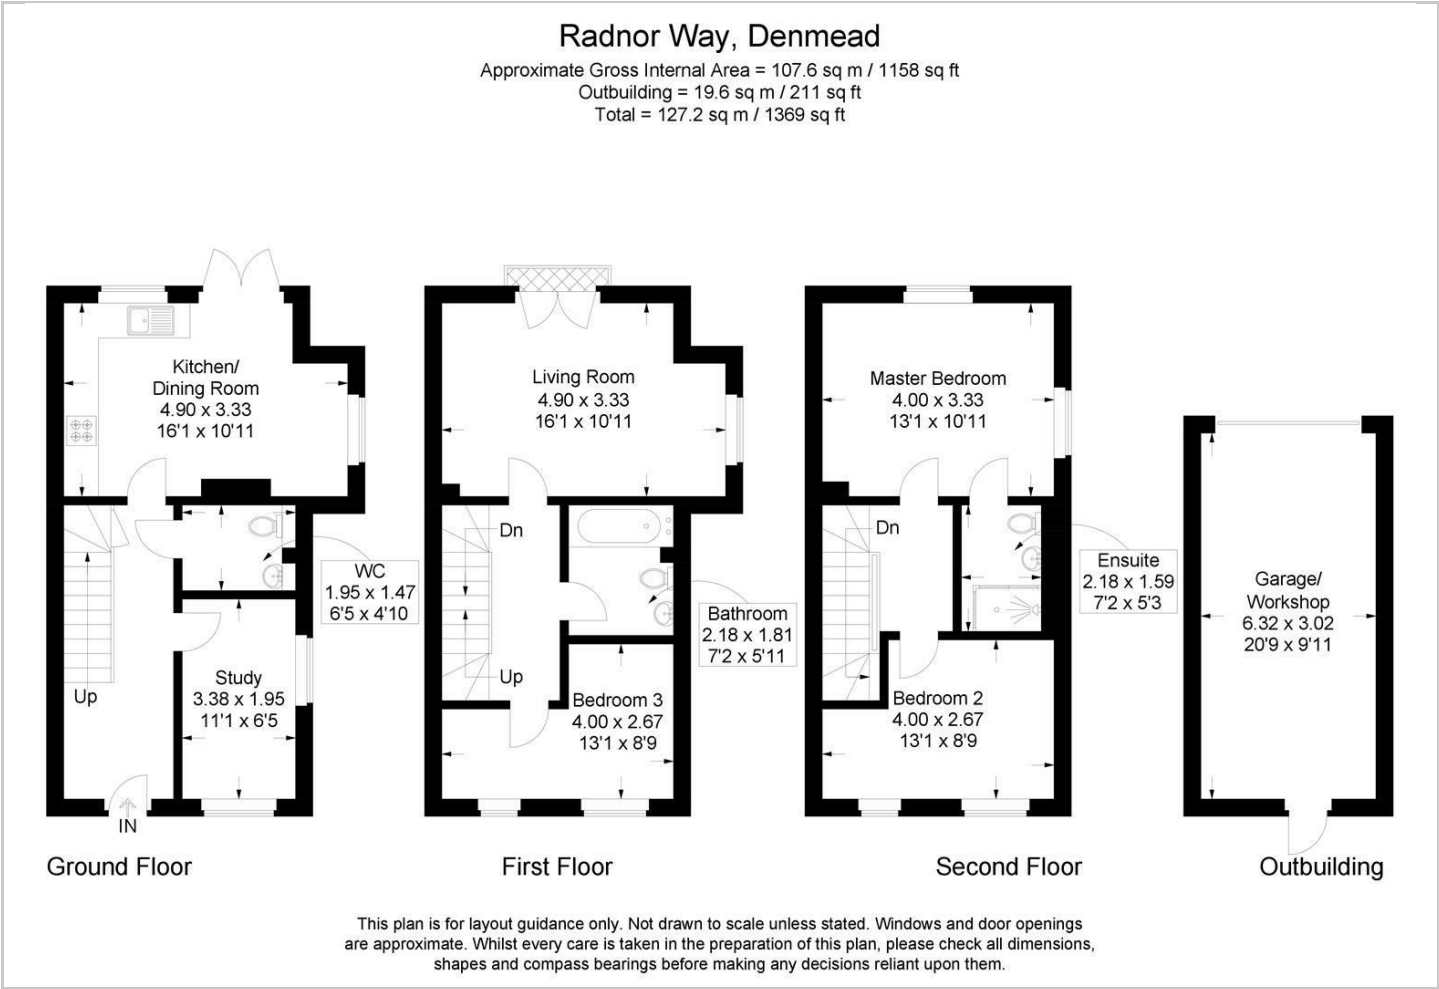 Radnor Way, Denmead
Approximate Gross Internal Area = 107.6 sq m / 1158 sq ft
Outbuilding = 19.6 sq m / 211 sq ft
Total = 127.2 sq m / 1369 sq ft
Kitchen/
Dining Room
4.90 x 3.33
16'1 x 10'11
WC
1.95 x 1.47
6'5 x 4'10
Study
3.38 x 1.95
11'1 x 6'5
Up
IN
Ground Floor
Living Room
4.90 x 3.33
16'1 x 10'11
Dn
Up
Bathroom
2.18 x 1.81
7'2 x 5'11
Bedroom 3
4.00 x 2.67
13'1 x 8'9
First Floor
Master Bedroom
4.00 x 3.33
13'1 x 10'11
Dn
Ensuite
2.18 x 1.59
7'2 x 5'3
Bedroom 2
4.00 x 2.67
13'1 x 8'9
Second Floor
Garage/
Workshop
6.32 x 3.02
20'9 x 9'11
Outbuilding
This plan is for layout guidance only. Not drawn to scale unless stated. Windows and door openings
are approximate. Whilst every care is taken in the preparation of this plan, please check all dimensions,
shapes and compass bearings before making any decisions reliant upon them.